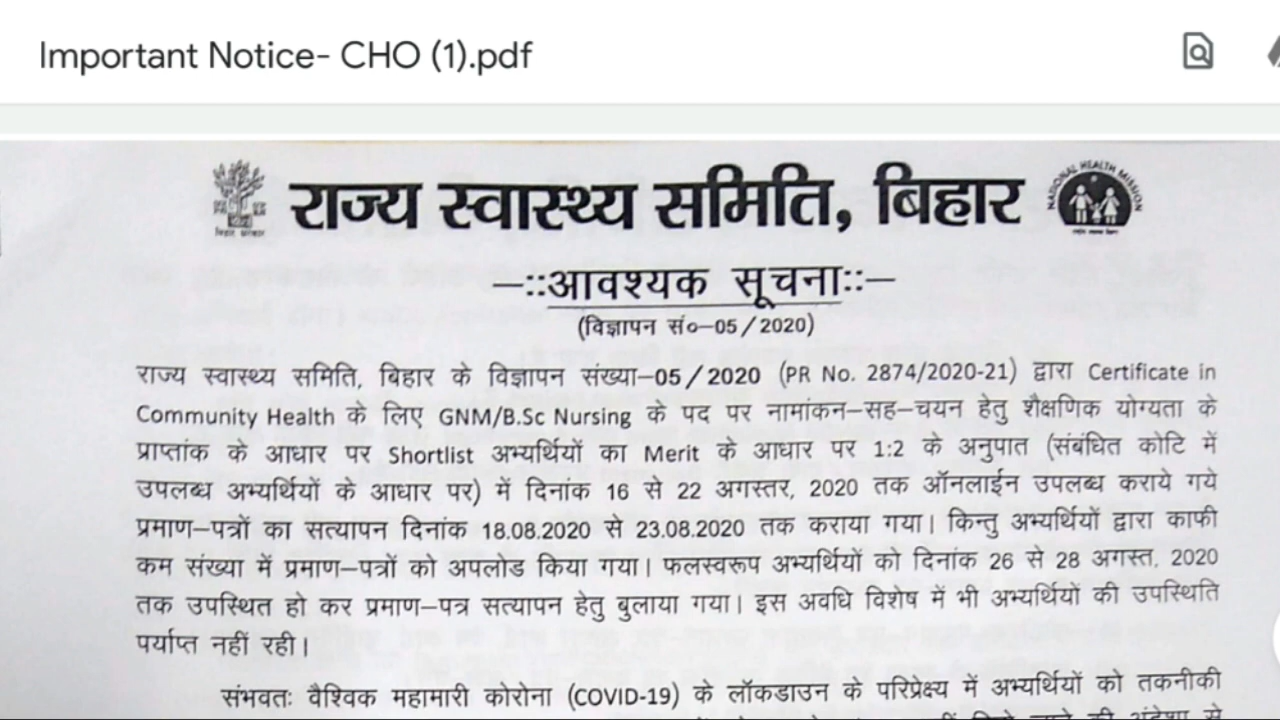 Important Notice- CHO (1).pdf
राज्य स्वास्थ्य समिति, बिहार
NATIONAL HEALTH MISSION
–::आवश्यक सूचना::–
(विज्ञापन सं०–05/2020)
राज्य स्वास्थ्य समिति, बिहार के विज्ञापन संख्या–05/2020 (PR No. 2874/2020-21) द्वारा Certificate in
Community Health के लिए GNM/B.Sc Nursing के पद पर नामांकन–सह–चयन हेतु शैक्षणिक योग्यता के
प्राप्तांक के आधार पर Shortlist अभ्यर्थियों का Merit के आधार पर 1:2 के अनुपात (संबंधित कोटि में
उपलब्ध अभ्यर्थियों के आधार पर) में दिनांक 16 से 22 अगस्तर, 2020 तक ऑनलाईन उपलब्ध कराये गये
प्रमाण–पत्रों का सत्यापन दिनांक 18.08.2020 से 23.08.2020 तक कराया गया। किन्तु अभ्यर्थियों द्वारा काफी
कम संख्या में प्रमाण–पत्रों को अपलोड किया गया। फलस्वरूप अभ्यर्थियों को दिनांक 26 से 28 अगस्त, 2020
तक उपस्थित हो कर प्रमाण–पत्र सत्यापन हेतु बुलाया गया। इस अवधि विशेष में भी अभ्यर्थियों की उपस्थिति
पर्याप्त नहीं रही।
संभवतः वैश्विक महामारी कोरोना (COVID-19) के लॉकडाउन के परिप्रेक्ष्य में अभ्यर्थियों को तकनीकी